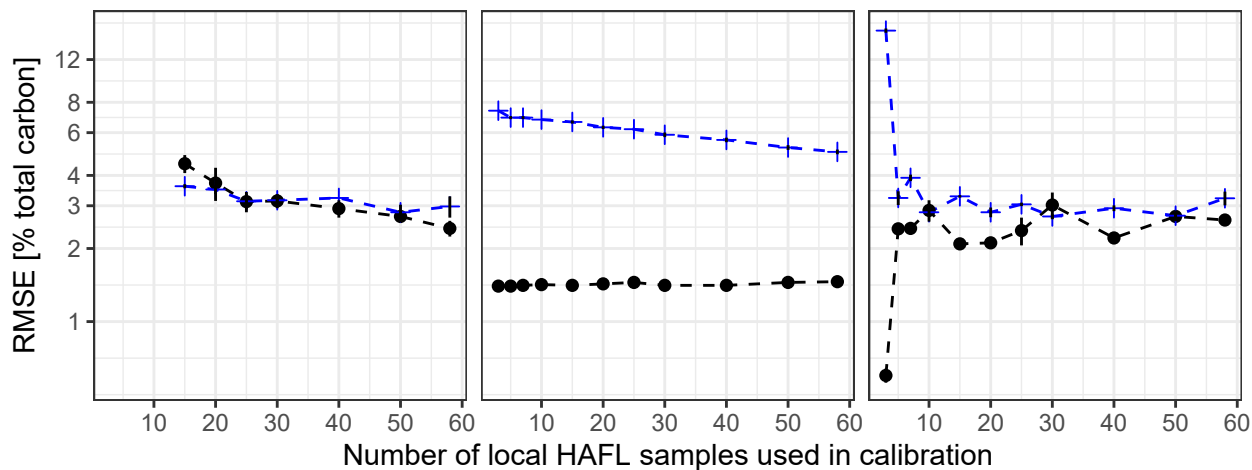 RMSE [% total carbon]
12
8
6
4
3
2
1
10 20 30 40 50 60 10 20 30 40 50 60 10 20 30 40 50 60
Number of local HAFL samples used in calibration